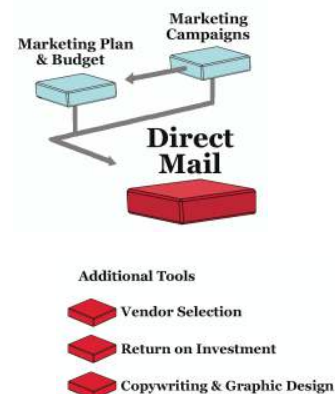 Marketing
Campaigns
Marketing Plan
& Budget
Direct
Mail
Additional Tools
Vendor Selection
Return on Investment
Copywriting & Graphic Design